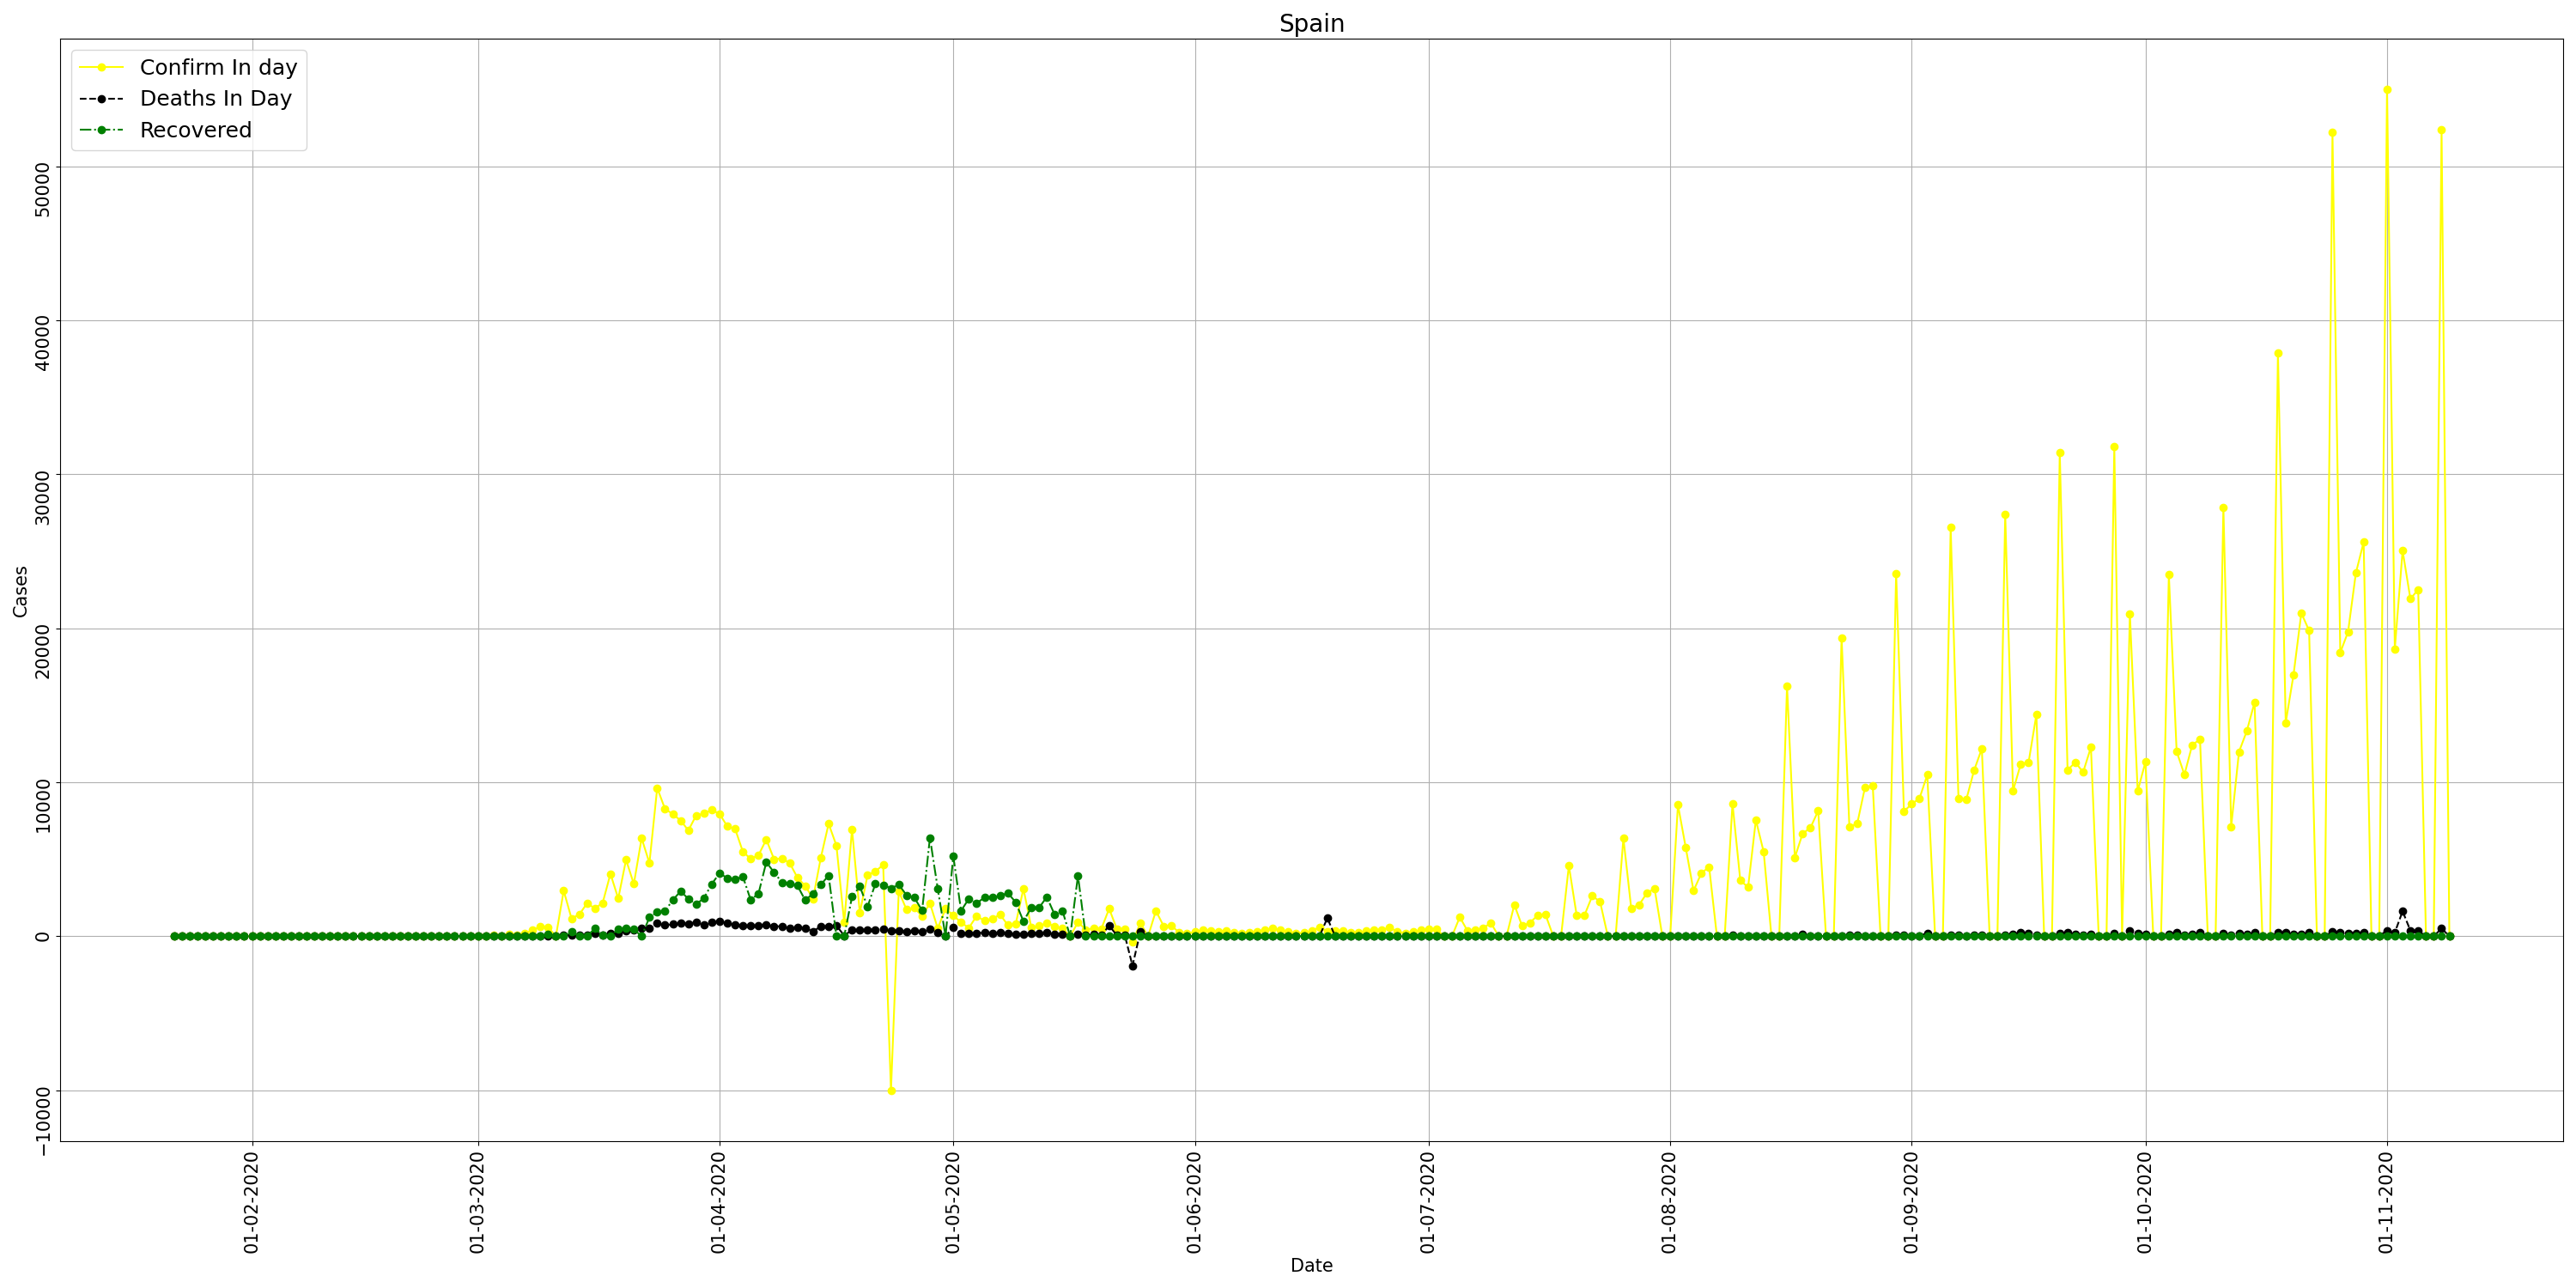 Spain
Confirm In day
Deaths In Day
Recovered
Cases
50000
40000
30000
20000
10000
0
−10000
01-02-2020
01-03-2020
01-04-2020
01-05-2020
01-06-2020
01-07-2020
01-08-2020
01-09-2020
01-10-2020
01-11-2020
Date